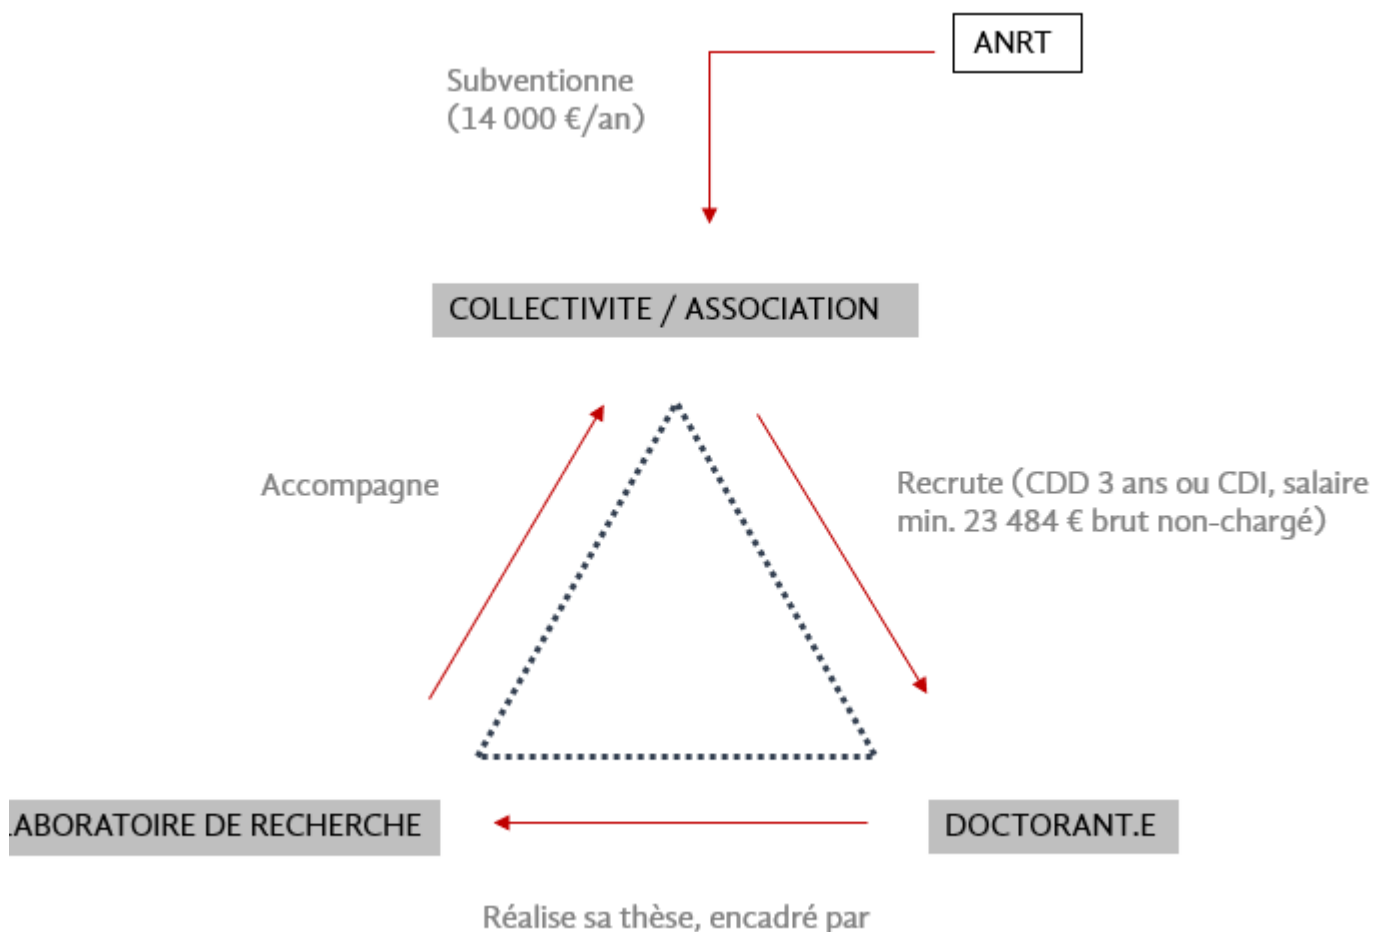 ANRT
Subventionne
(14 000 €/an)
COLLECTIVITE / ASSOCIATION
Accompagne
Recrute (CDD 3 ans ou CDI, salaire
min. 23 484 € brut non-chargé)
LABORATOIRE DE RECHERCHE
DOCTORANT.E
Réalise sa thèse, encadré par